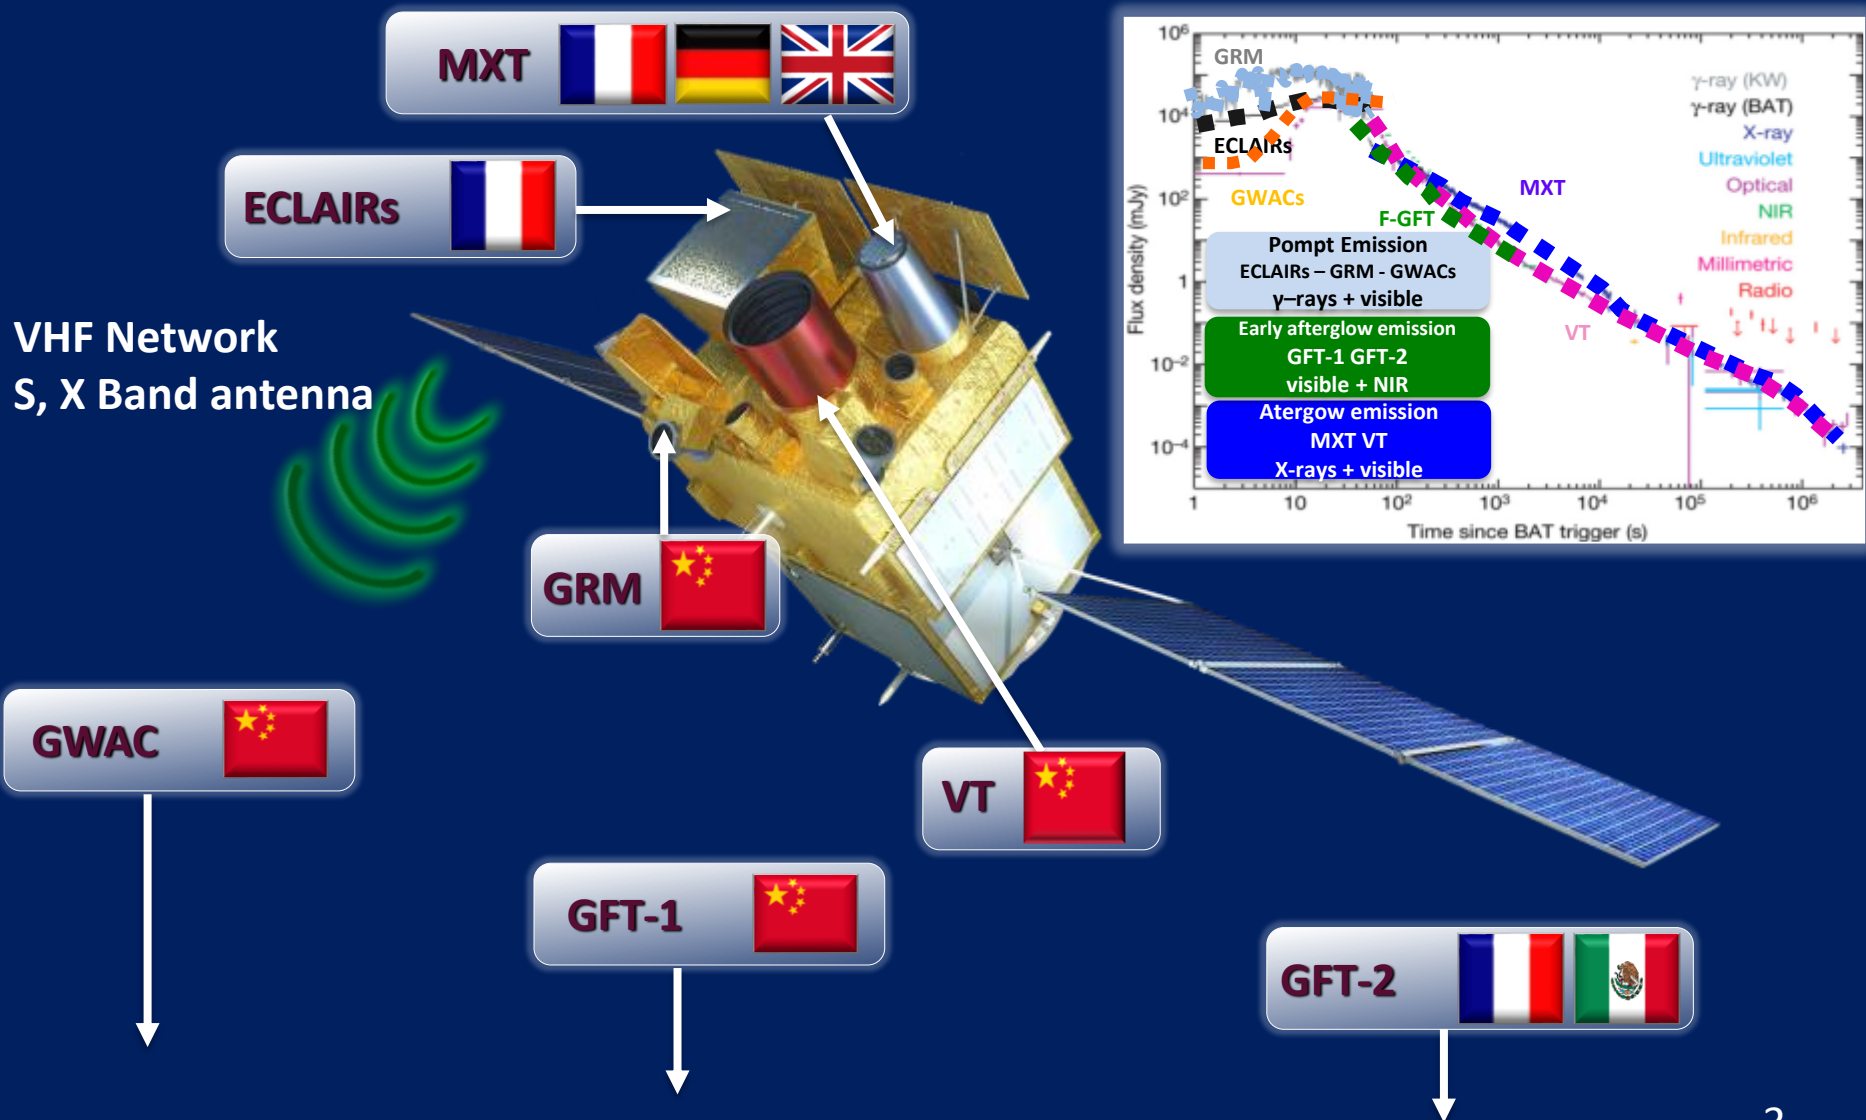 MXT
ECLAIRs
VHF Network
S, X Band antenna
GRM
GWAC
VT
GFT-1
GFT-2
10⁶
10⁴
10²
1
10⁻²
10⁻⁴
Flux density (mJy)
GRM
ECLAIRs
GWACs
F-GFT
MXT
VT
γ-ray (KW)
γ-ray (BAT)
X-ray
Ultraviolet
Optical
NIR
Infrared
Millimetric
Radio
Pompt Emission
ECLAIRs – GRM - GWACs
γ–rays + visible
Early afterglow emission
GFT-1 GFT-2
visible + NIR
Atergow emission
MXT VT
X-rays + visible
1 10 10² 10³ 10⁴ 10⁵ 10⁶
Time since BAT trigger (s)